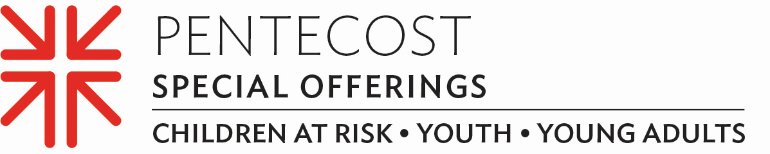 PENTECOST
SPECIAL OFFERINGS
CHILDREN AT RISK • YOUTH • YOUNG ADULTS